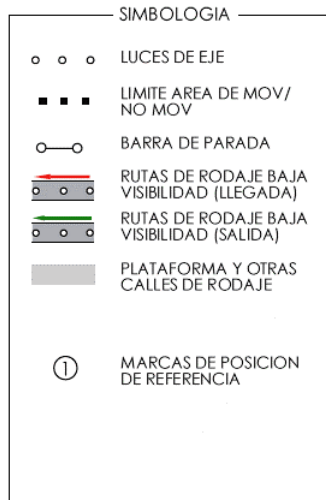 SIMBOLOGIA
LUCES DE EJE
LIMITE AREA DE MOV/
NO MOV
BARRA DE PARADA
RUTAS DE RODAJE BAJA
VISIBILIDAD (LLEGADA)
RUTAS DE RODAJE BAJA
VISIBILIDAD (SALIDA)
PLATAFORMA Y OTRAS
CALLES DE RODAJE
1 MARCAS DE POSICION
DE REFERENCIA